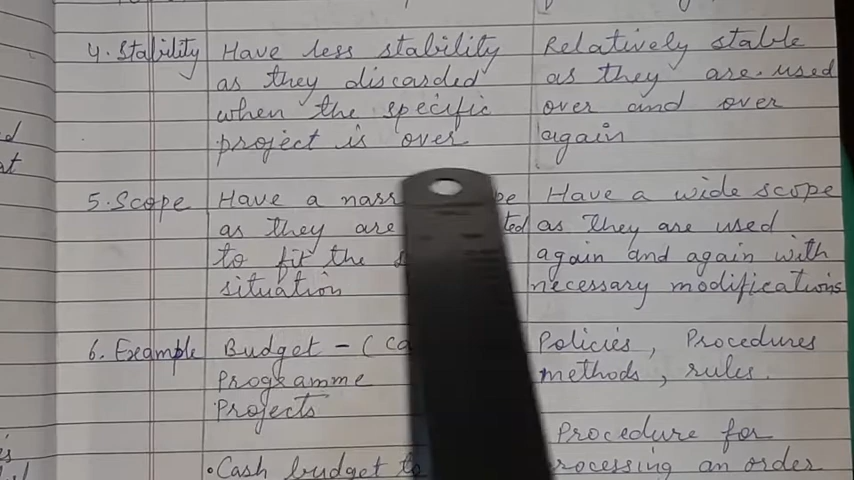 4. Stability Have less stability Relatively stable
as they discarded as they are used
when the specific over and over
project is over again
5. Scope Have a Have a wide scope
as they are as They are used
to fit the again and again with
situation necessary modifications
6. Example Budget - ( Policies, Procedures
Programme methods, rules.
Projects
Procedure for
• Cash budget an order